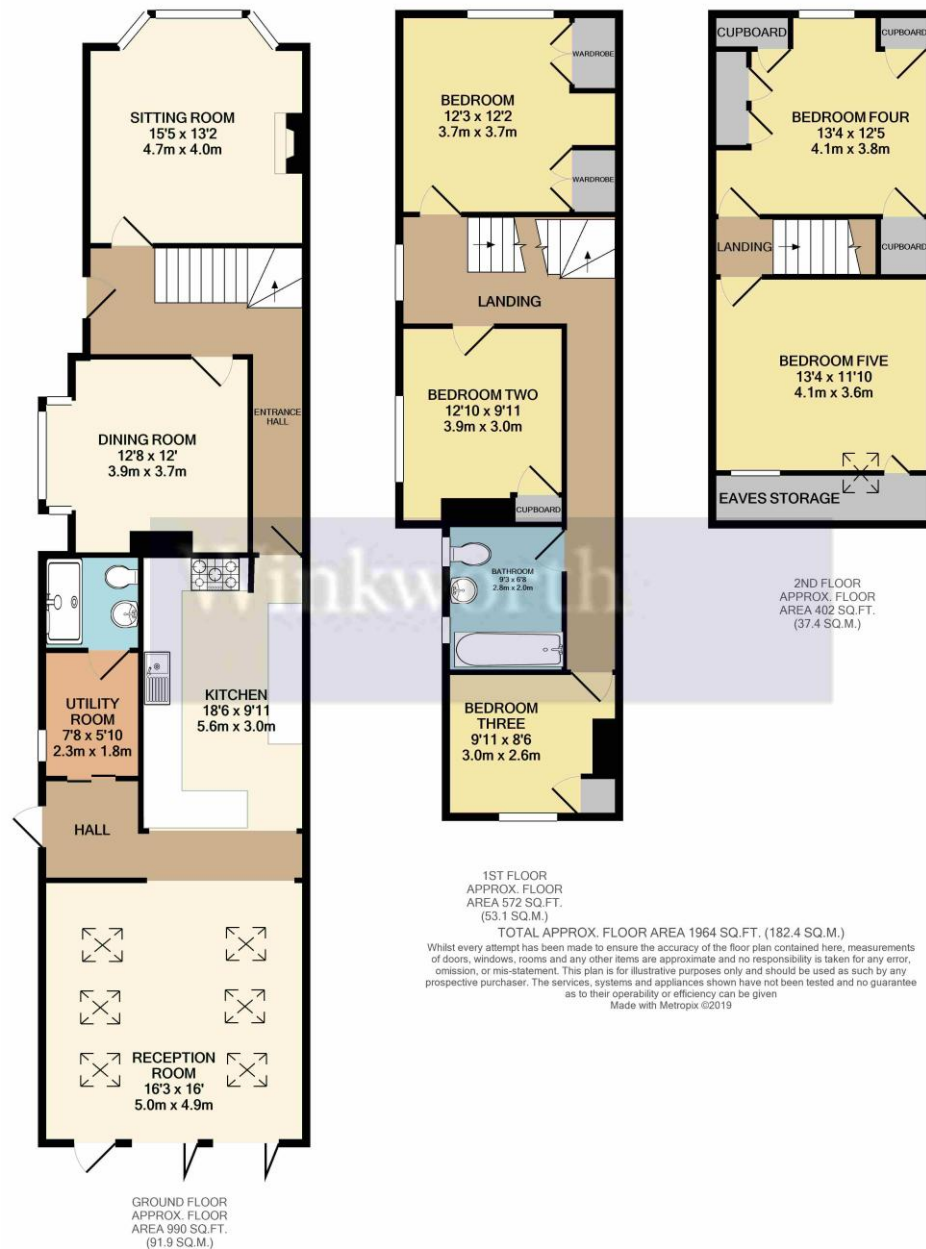 SITTING ROOM
15'5 x 13'2
4.7m x 4.0m
ENTRANCE
HALL
DINING ROOM
12'8 x 12'
3.9m x 3.7m
KITCHEN
18'6 x 9'11
5.6m x 3.0m
UTILITY
ROOM
7'8 x 5'10
2.3m x 1.8m
HALL
RECEPTION
ROOM
16'3 x 16'
5.0m x 4.9m
GROUND FLOOR
APPROX. FLOOR
AREA 990 SQ.FT.
(91.9 SQ.M.)
BEDROOM
12'3 x 12'2
3.7m x 3.7m
WARDROBE
WARDROBE
LANDING
BEDROOM TWO
12'10 x 9'11
3.9m x 3.0m
CUPBOARD
BATHROOM
9'3 x 6'8
2.8m x 2.0m
BEDROOM
THREE
9'11 x 8'6
3.0m x 2.6m
1ST FLOOR
APPROX. FLOOR
AREA 572 SQ.FT.
(53.1 SQ.M.)
CUPBOARD
CUPBOARD
BEDROOM FOUR
13'4 x 12'5
4.1m x 3.8m
LANDING
CUPBOARD
BEDROOM FIVE
13'4 x 11'10
4.1m x 3.6m
EAVES STORAGE
2ND FLOOR
APPROX. FLOOR
AREA 402 SQ.FT.
(37.4 SQ.M.)
Winkworth
TOTAL APPROX. FLOOR AREA 1964 SQ.FT. (182.4 SQ.M.)
Whilst every attempt has been made to ensure the accuracy of the floor plan contained here, measurements
of doors, windows, rooms and any other items are approximate and no responsibility is taken for any error,
omission, or mis-statement. This plan is for illustrative purposes only and should be used as such by any
prospective purchaser. The services, systems and appliances shown have not been tested and no guarantee
as to their operability or efficiency can be given
Made with Metropix ©2019